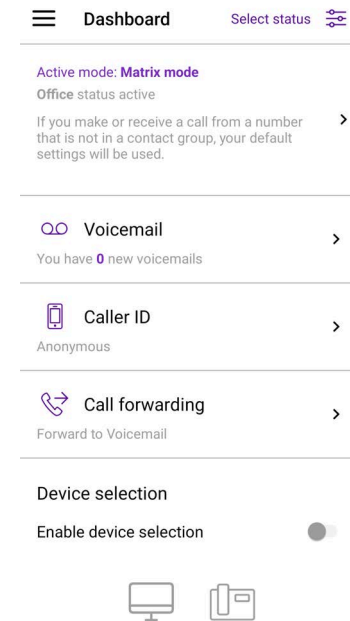 Dashboard
Select status
Active mode: Matrix mode
Office status active
If you make or receive a call from a number
that is not in a contact group, your default
settings will be used.
Voicemail
You have 0 new voicemails
Caller ID
Anonymous
Call forwarding
Forward to Voicemail
Device selection
Enable device selection